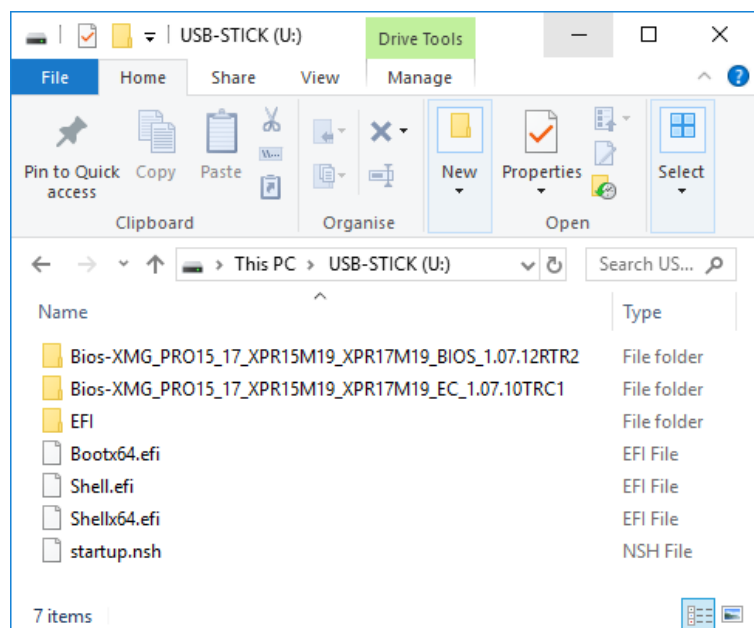 USB-STICK (U:)
Drive Tools
File
Home
Share
View
Manage
Pin to Quick access
Copy
Paste
W...
New
Properties
Select
Clipboard
Organise
Open
This PC > USB-STICK (U:)
Search US...
Name
Type
Bios-XMG_PRO15_17_XPR15M19_XPR17M19_BIOS_1.07.12RTR2 File folder
Bios-XMG_PRO15_17_XPR15M19_XPR17M19_EC_1.07.10TRC1 File folder
EFI File folder
Bootx64.efi EFI File
Shell.efi EFI File
Shellx64.efi EFI File
startup.nsh NSH File
7 items